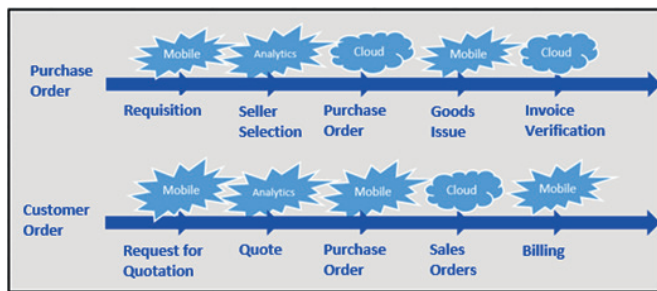 Mobile Analytics Cloud Mobile Cloud
Purchase
Order
Requisition Seller Purchase Goods Invoice
Selection Order Issue Verification
Mobile Analytics Mobile Cloud Mobile
Customer
Order
Request for Quote Purchase Sales Billing
Quotation Order Orders